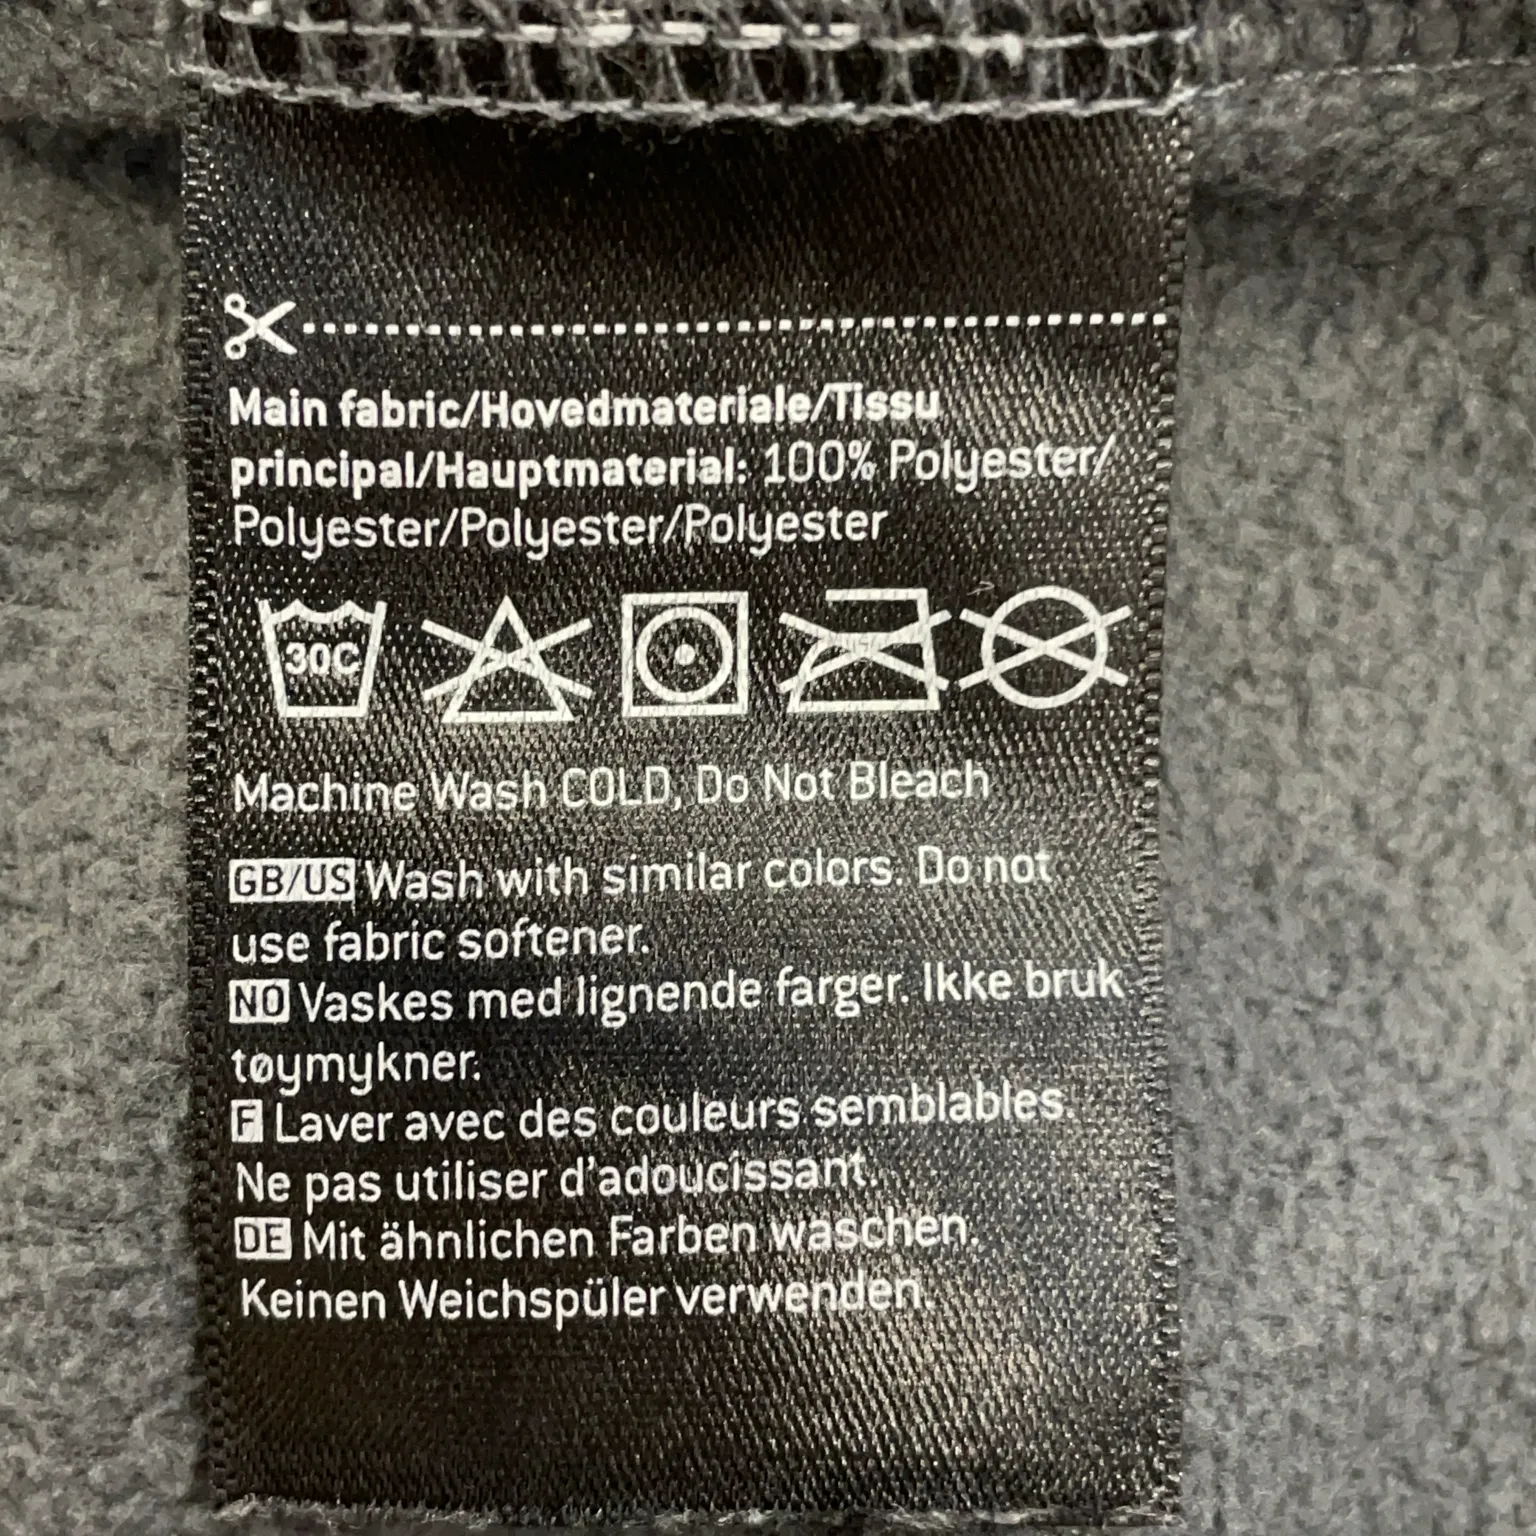 Main fabric/Hovedmateriale/Tissu
principal/Hauptmaterial: 100% Polyester/
Polyester/Polyester/Polyester
30C
Machine Wash COLD, Do Not Bleach
GB/US Wash with similar colors. Do not
use fabric softener.
NO Vaskes med lignende farger. Ikke bruk
tøymykner.
F Laver avec des couleurs semblables.
Ne pas utiliser d'adoucissant.
DE Mit ähnlichen Farben waschen.
Keinen Weichspüler verwenden.